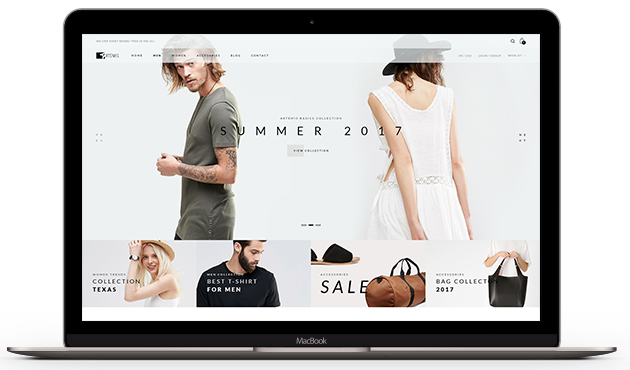 HOME MEN WOMEN ACCESSORIES BLOG CONTACT
ARTEMIS BASICS COLLECTION
SUMMER 2017
VIEW COLLECTION
WOMEN TRENDS
COLLECTION
TEXAS
MEN COLLECTION
BEST T-SHIRT
FOR MEN
ACCESSORIES
SALE
ACCESSORIES
BAG COLLECTION
2017
MacBook